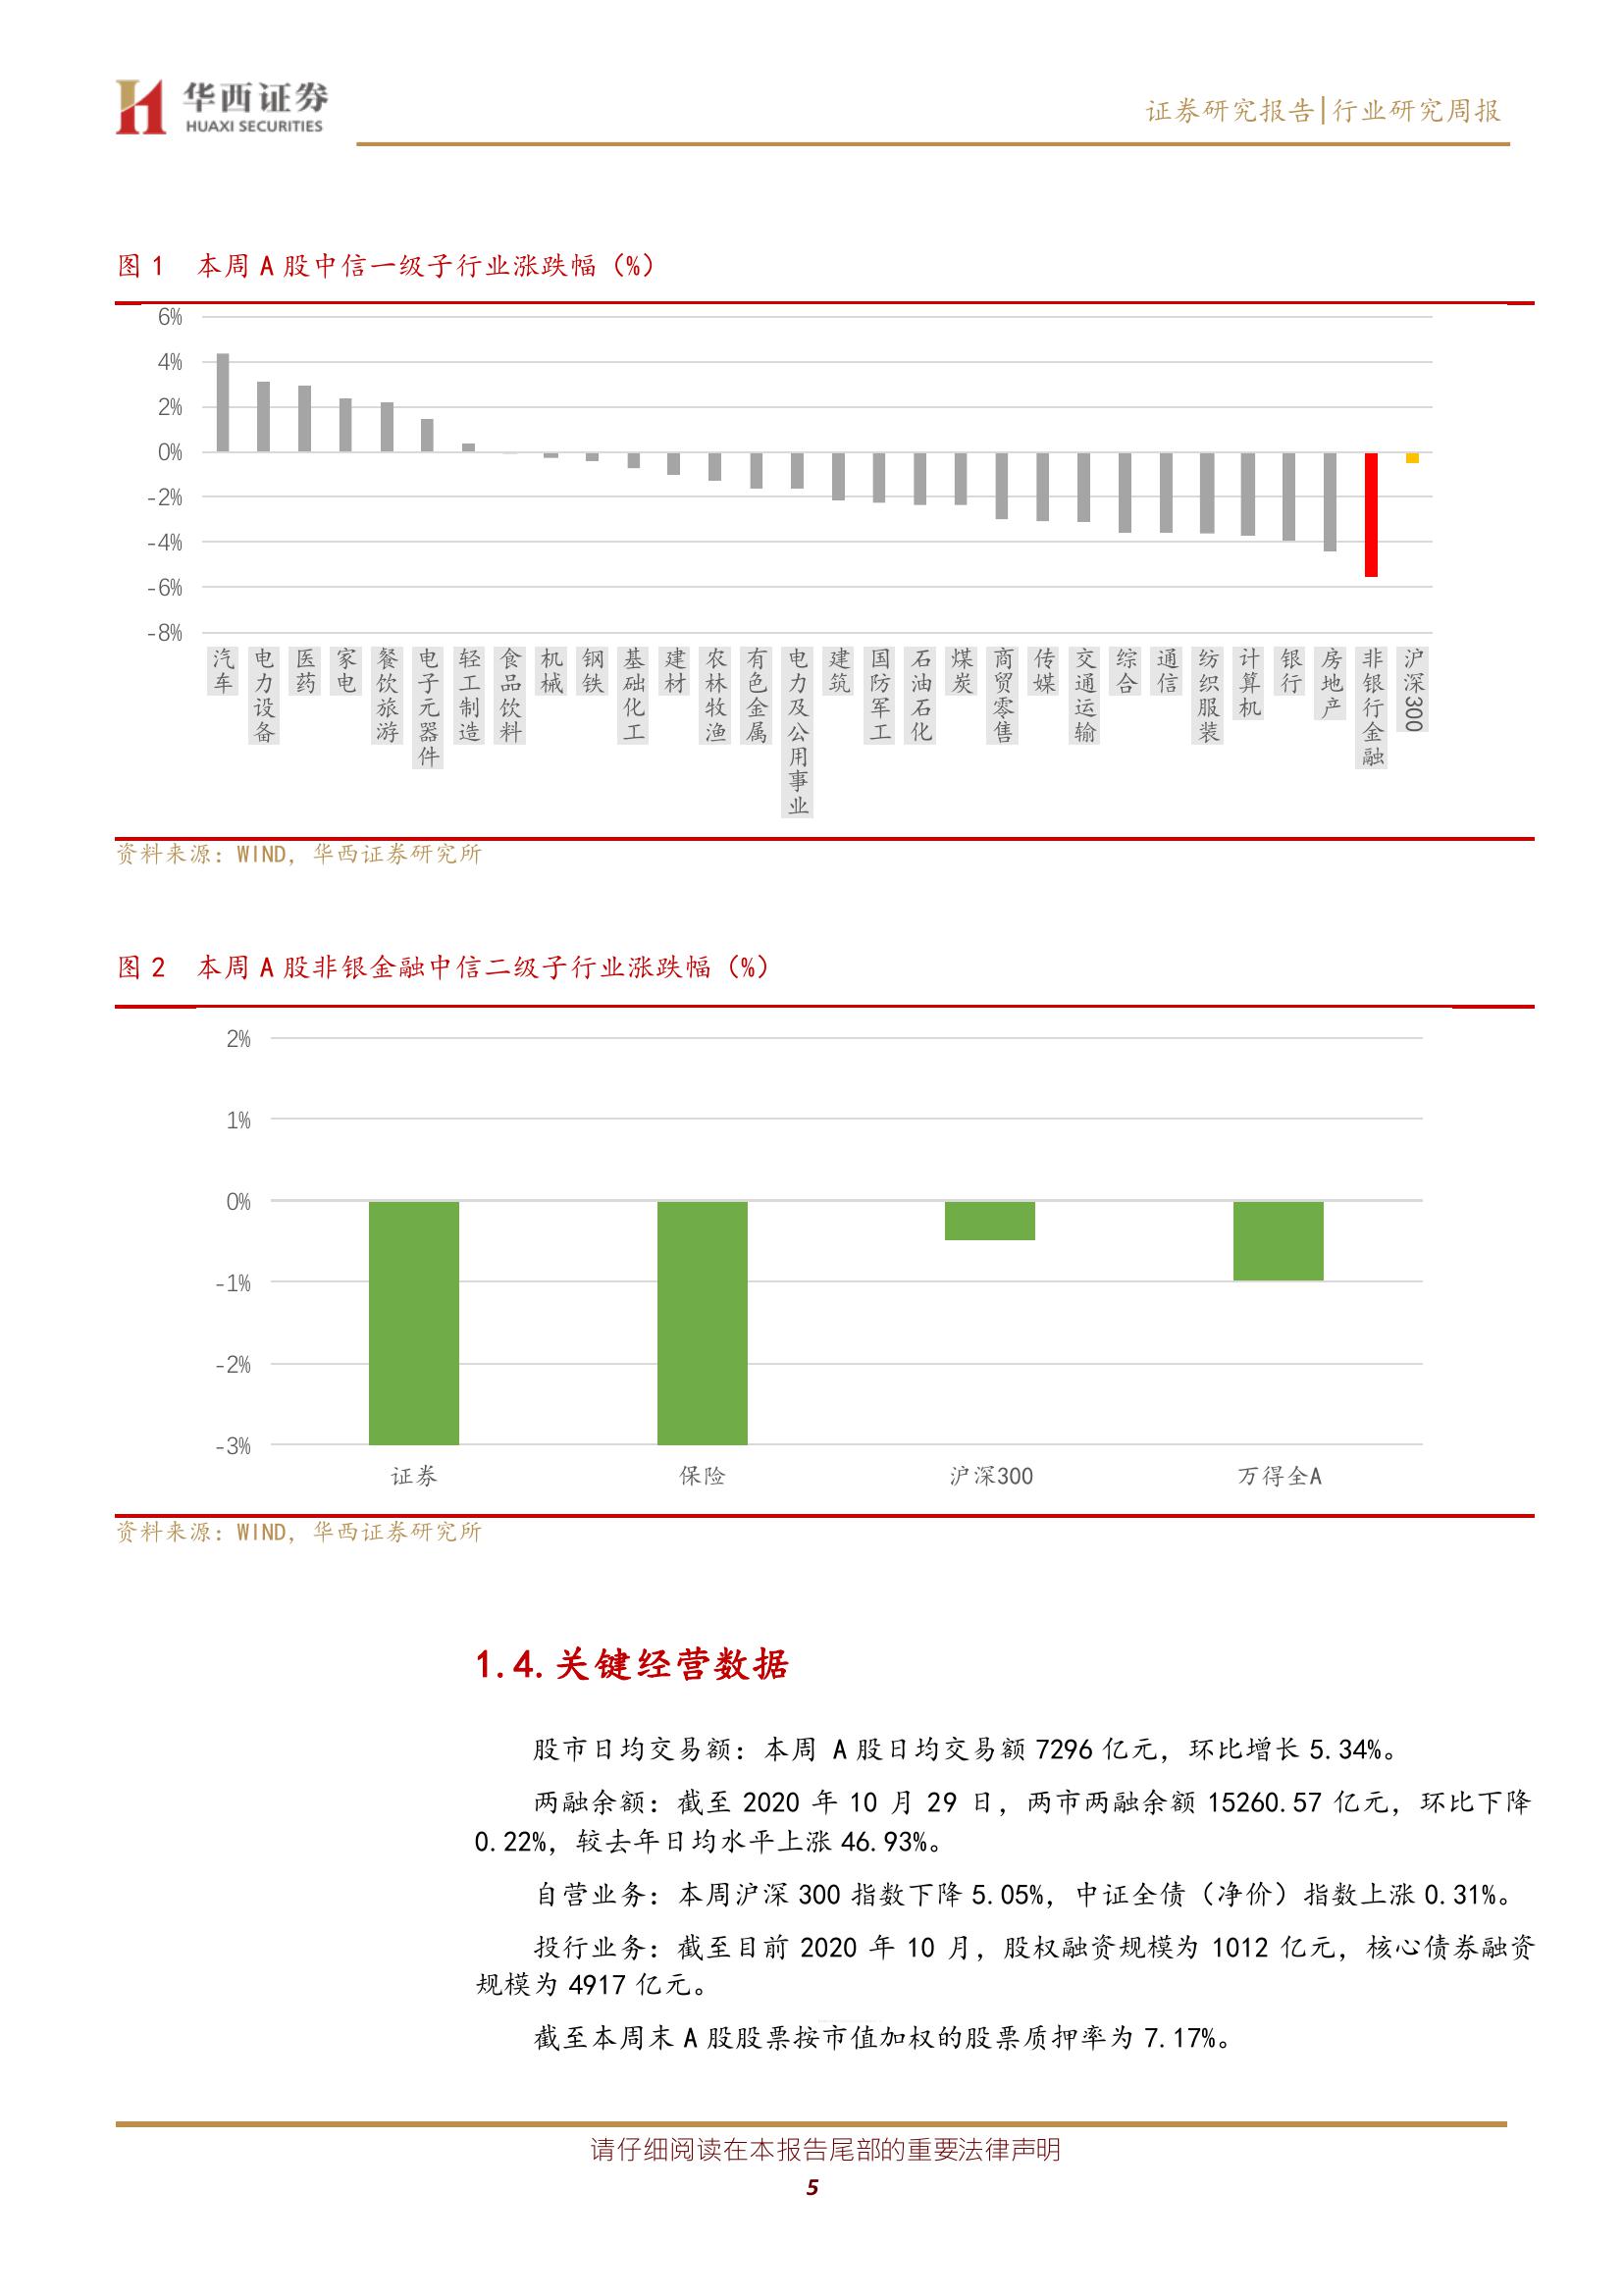 华西证券
HUAXI SECURITIES
证券研究报告|行业研究周报
图 1 本周 A 股中信一级子行业涨跌幅（%）
6%
4%
2%
0%
-2%
-4%
-6%
-8%
汽车
电力设备
医药
家电
餐饮旅游
电子元器件
轻工制造
食品饮料
机械
钢铁
基础化工
建材
农林牧渔
有色金属
电力及公用事业
建筑
国防军工
石油石化
煤炭
商贸零售
传媒
交通运输
综合
通信
纺织服装
计算机
银行
房地产
非银行金融
沪深300
资料来源：WIND，华西证券研究所
图 2 本周 A 股非银金融中信二级子行业涨跌幅（%）
2%
1%
0%
-1%
-2%
-3%
证券 保险 沪深300 万得全A
资料来源：WIND，华西证券研究所
1.4.关键经营数据
股市日均交易额：本周 A 股日均交易额 7296 亿元，环比增长 5.34%。
两融余额：截至 2020 年 10 月 29 日，两市两融余额 15260.57 亿元，环比下降
0.22%，较去年日均水平上涨 46.93%。
自营业务：本周沪深 300 指数下降 5.05%，中证全债（净价）指数上涨 0.31%。
投行业务：截至目前 2020 年 10 月，股权融资规模为 1012 亿元，核心债券融资
规模为 4917 亿元。
截至本周末 A 股股票按市值加权的股票质押率为 7.17%。
请仔细阅读在本报告尾部的重要法律声明
5